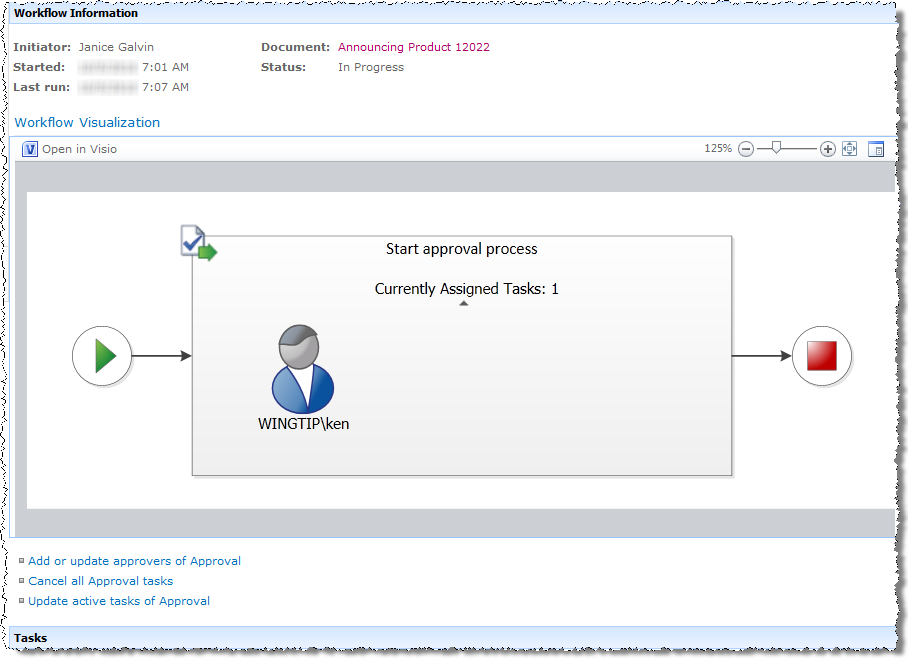 Workflow Information
Initiator: Janice Galvin Document: Announcing Product 12022
Started: 7:01 AM Status: In Progress
Last run: 7:07 AM
Workflow Visualization
V Open in Visio 125%
Start approval process
Currently Assigned Tasks: 1
WINGTIP\ken
Add or update approvers of Approval
Cancel all Approval tasks
Update active tasks of Approval
Tasks